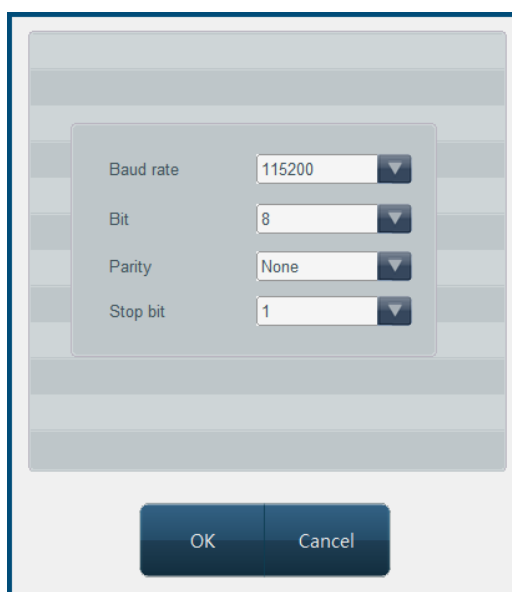 Baud rate 115200
Bit 8
Parity None
Stop bit 1
OK Cancel